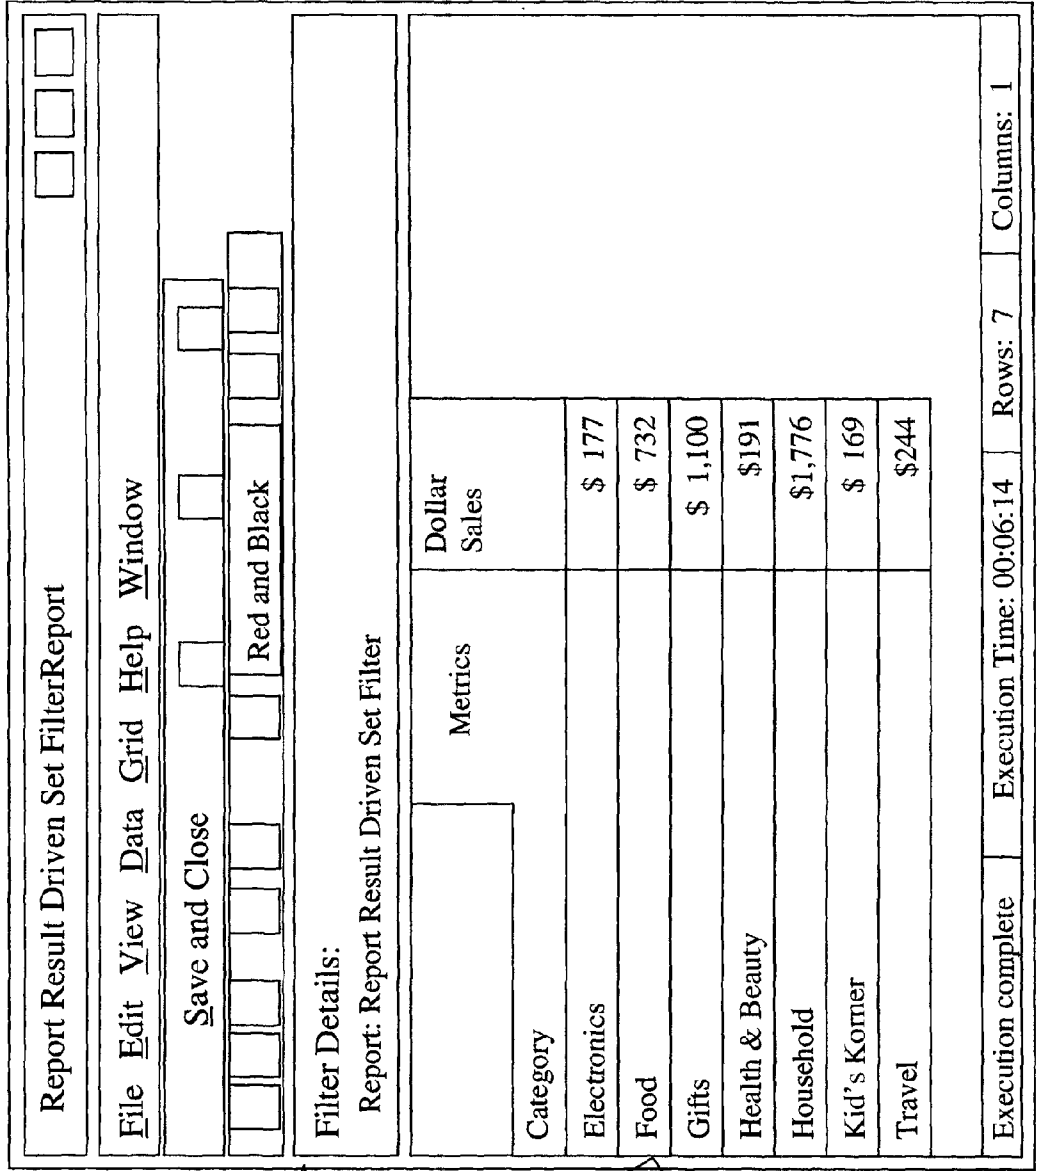 Report Result Driven Set FilterReport
File Edit View Data Grid Help Window
Save and Close
Red and Black
Filter Details:
Report: Report Result Driven Set Filter
Metrics
Dollar
Sales
Category
Electronics $ 177
Food $ 732
Gifts $ 1,100
Health & Beauty $191
Household $1,776
Kid's Korner $ 169
Travel $244
Execution complete Execution Time: 00:06:14 Rows: 7 Columns: 1